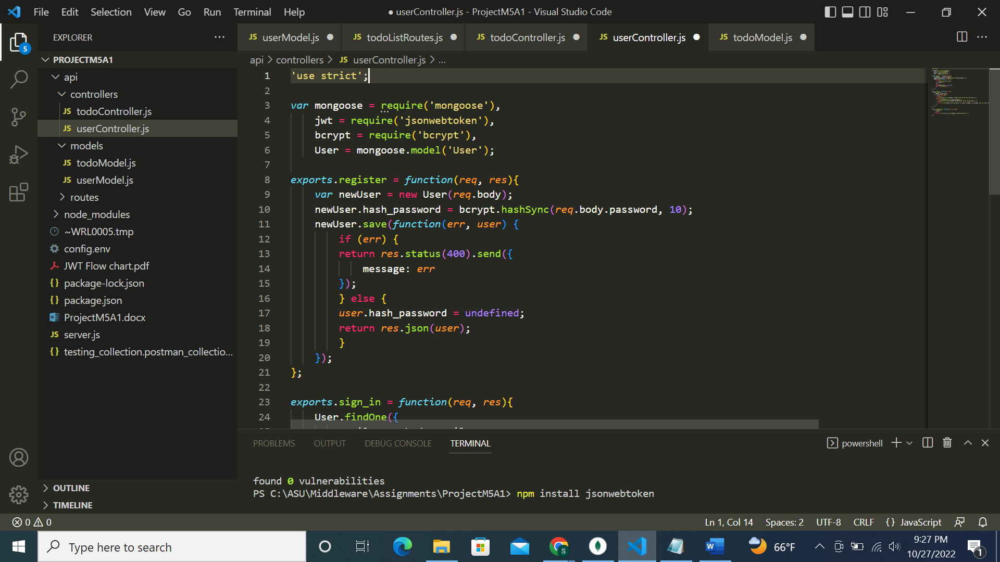 File Edit Selection View Go Run Terminal Help
● userController.js - ProjectM5A1 - Visual Studio Code
EXPLORER
userModel.js
todoListRoutes.js
todoController.js
userController.js
todoModel.js
api > controllers > JS userController.js > ...
5
PROJECTM5A1
api
controllers
JS todoController.js
JS userController.js
models
JS todoModel.js
JS userModel.js
routes
node_modules
~WRL0005.tmp
config.env
JWT Flow chart.pdf
{} package-lock.json
{} package.json
ProjectM5A1.docx
JS server.js
{} testing_collection.postman_collectio...
OUTLINE
TIMELINE
1 'use strict';
2
3 var mongoose = require('mongoose'),
4 jwt = require('jsonwebtoken'),
5 bcrypt = require('bcrypt'),
6 User = mongoose.model('User');
7
8 exports.register = function(req, res){
9 var newUser = new User(req.body);
10 newUser.hash_password = bcrypt.hashSync(req.body.password, 10);
11 newUser.save(function(err, user) {
12 if (err) {
13 return res.status(400).send({
14 message: err
15 });
16 } else {
17 user.hash_password = undefined;
18 return res.json(user);
19 }
20 });
21 };
22
23 exports.sign_in = function(req, res){
24 User.findOne({
PROBLEMS OUTPUT DEBUG CONSOLE TERMINAL
powershell
found 0 vulnerabilities
PS C:\ASU\Middleware\Assignments\ProjectM5A1> npm install jsonwebtoken
0 0
Ln 1, Col 14 Spaces: 2 UTF-8 CRLF {} JavaScript
Type here to search
66°F
9:27 PM
10/27/2022
1